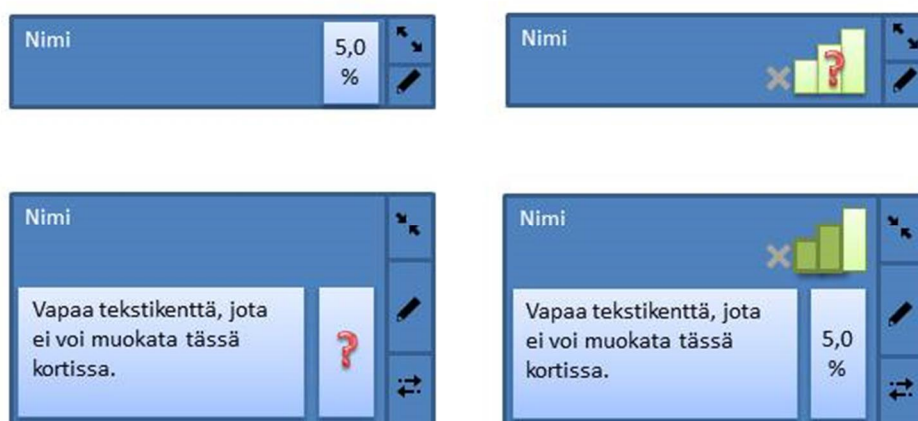 Nimi
5,0
%
Nimi
?
Nimi
Vapaa tekstikenttä, jota
ei voi muokata tässä
kortissa.
?
Nimi
Vapaa tekstikenttä, jota
ei voi muokata tässä
kortissa.
5,0
%